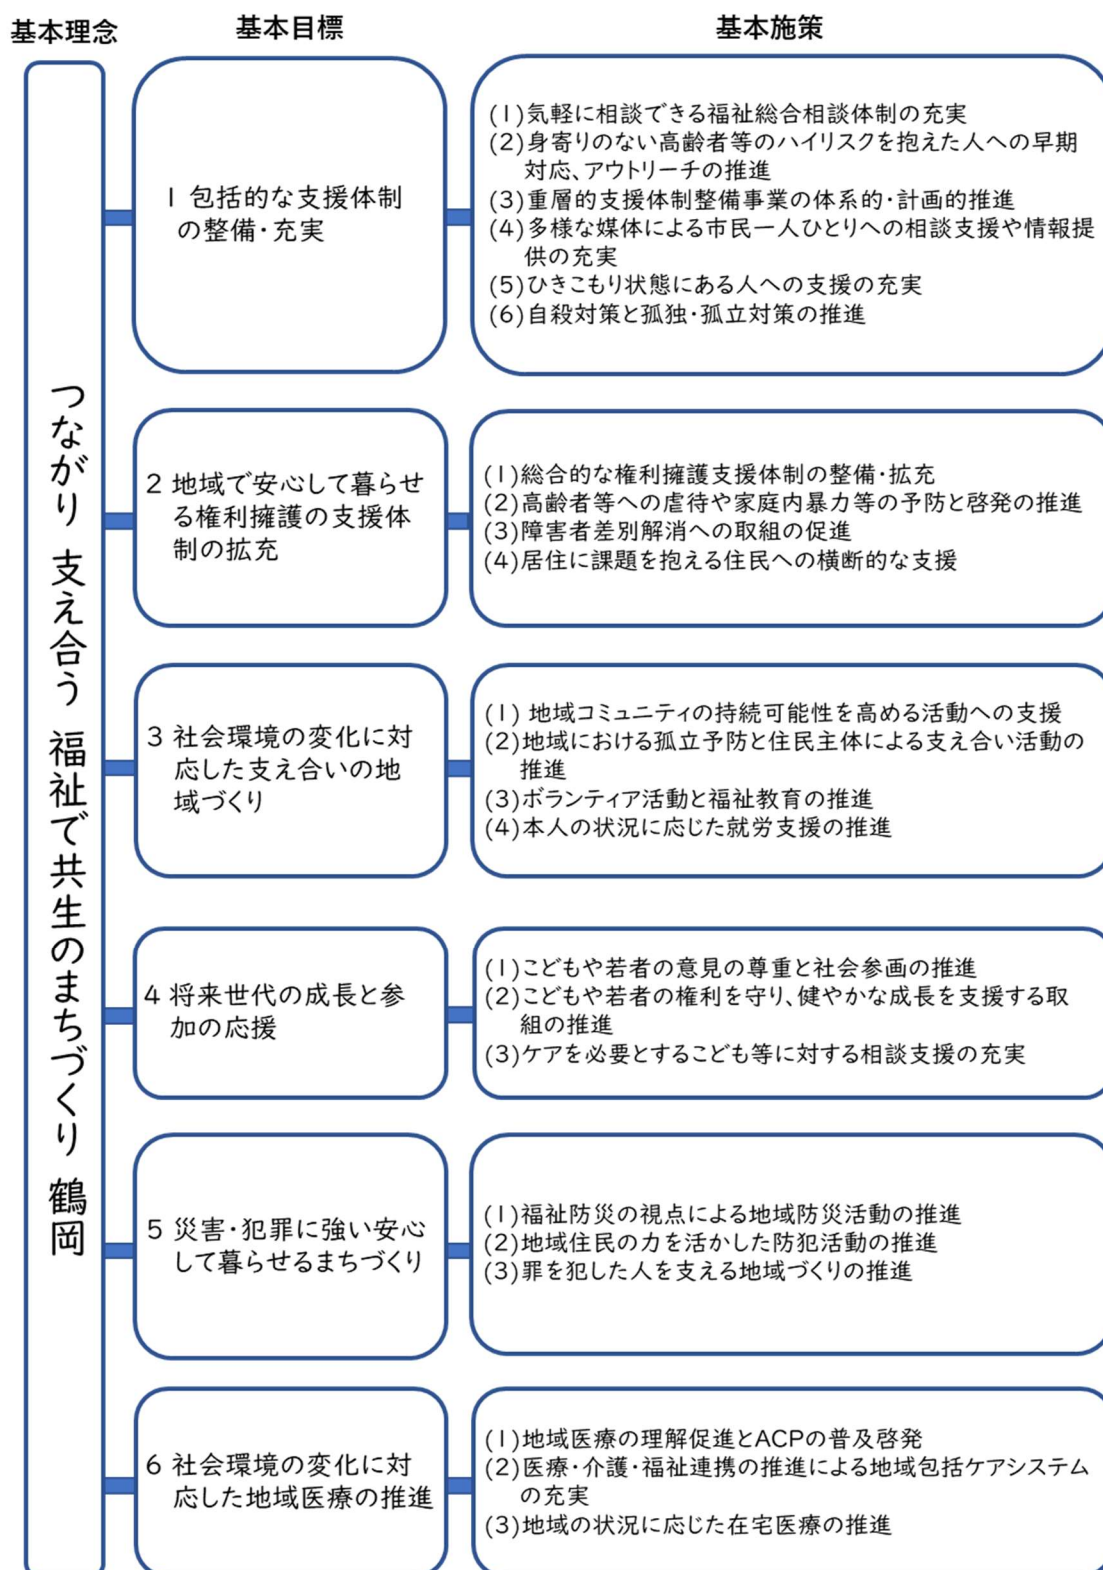 基本理念
基本目標
基本施策
つながり 支え合う 福祉で共生のまちづくり 鶴岡
1 包括的な支援体制
の整備・充実
(1)気軽に相談できる福祉総合相談体制の充実
(2)身寄りのない高齢者等のハイリスクを抱えた人への早期
対応、アウトリーチの推進
(3)重層的支援体制整備事業の体系的・計画的推進
(4)多様な媒体による市民一人ひとりへの相談支援や情報提
供の充実
(5)ひきこもり状態にある人への支援の充実
(6)自殺対策と孤独・孤立対策の推進
2 地域で安心して暮らせ
る権利擁護の支援体
制の拡充
(1)総合的な権利擁護支援体制の整備・拡充
(2)高齢者等への虐待や家庭内暴力等の予防と啓発の推進
(3)障害者差別解消への取組の促進
(4)居住に課題を抱える住民への横断的な支援
3 社会環境の変化に対
応した支え合いの地
域づくり
(1) 地域コミュニティの持続可能性を高める活動への支援
(2)地域における孤立予防と住民主体による支え合い活動の
推進
(3)ボランティア活動と福祉教育の推進
(4)本人の状況に応じた就労支援の推進
4 将来世代の成長と参
加の応援
(1)こどもや若者の意見の尊重と社会参画の推進
(2)こどもや若者の権利を守り、健やかな成長を支援する取
組の推進
(3)ケアを必要とするこども等に対する相談支援の充実
5 災害・犯罪に強い安心
して暮らせるまちづくり
(1)福祉防災の視点による地域防災活動の推進
(2)地域住民の力を活かした防犯活動の推進
(3)罪を犯した人を支える地域づくりの推進
6 社会環境の変化に対
応した地域医療の推進
(1)地域医療の理解促進とACPの普及啓発
(2)医療・介護・福祉連携の推進による地域包括ケアシステム
の充実
(3)地域の状況に応じた在宅医療の推進